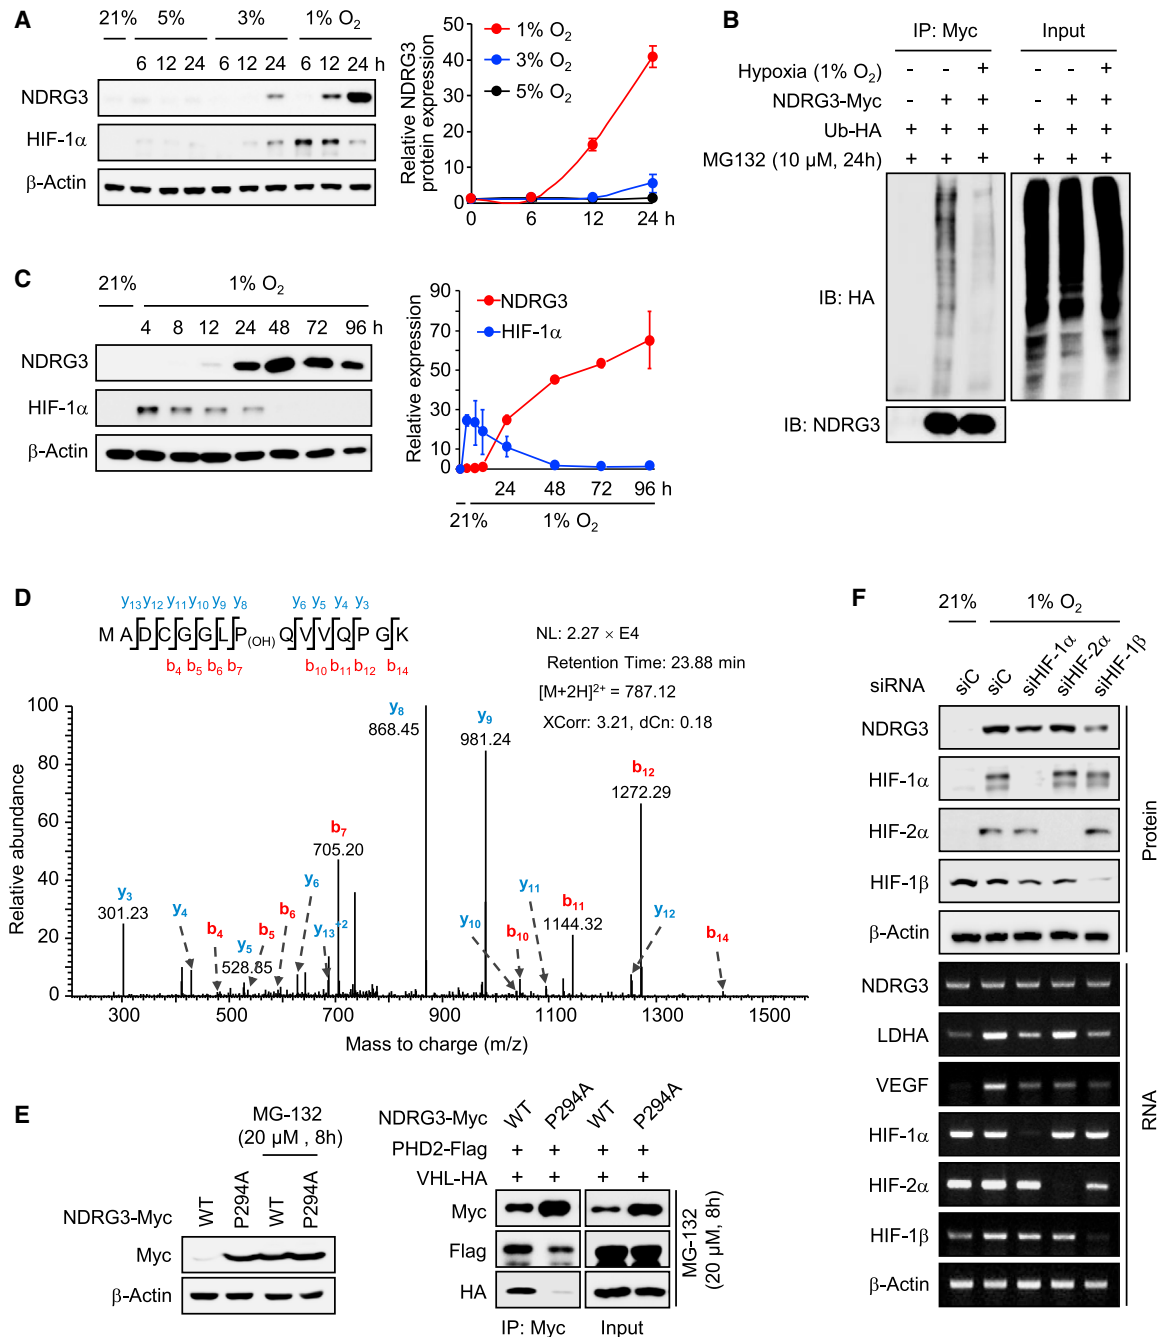 A
21% 5% 3% 1% O2
6 12 24 6 12 24 6 12 24 h
NDRG3
HIF-1α
β-Actin
Relative NDRG3
protein expression
50
40
30
20
10
0
1% O2
3% O2
5% O2
0 6 12 24 h
B
IP: Myc Input
Hypoxia (1% O2) - - + - - +
NDRG3-Myc - + + - + +
Ub-HA + + + + + +
MG132 (10 µM, 24h) + + + + + +
IB: HA
IB: NDRG3
C
21% 1% O2
4 8 12 24 48 72 96 h
NDRG3
HIF-1α
β-Actin
Relative expression
90
75
60
45
30
15
0
NDRG3
HIF-1α
24 48 72 96 h
21% 1% O2
D
y13 y12 y11 y10 y9 y8 y6 y5 y4 y3
M A D C G G L P(OH) Q V V Q P G K
b4 b5 b6 b7 b10 b11 b12 b14
NL: 2.27 × E4
Retention Time: 23.88 min
[M+2H]2+ = 787.12
XCorr: 3.21, dCn: 0.18
Relative abundance
100
80
60
40
20
0
y3
301.23
y4
b4
y5
528.85
b5
b6
y6
y13+2
b7
705.20
y8
868.45
y9
981.24
y10
b10
y11
b11
1144.32
b12
1272.29
y12
b14
300 500 700 900 1100 1300 1500
Mass to charge (m/z)
E
MG-132
(20 µM , 8h)
NDRG3-Myc WT P294A WT P294A
Myc
β-Actin
NDRG3-Myc WT P294A WT P294A
PHD2-Flag + + + +
VHL-HA + + + +
Myc
Flag
HA
IP: Myc Input
MG-132
(20 µM, 8h)
F
21% 1% O2
siRNA siC siC siHIF-1α siHIF-2α siHIF-1β
NDRG3
HIF-1α
HIF-2α
HIF-1β
β-Actin
Protein
NDRG3
LDHA
VEGF
HIF-1α
HIF-2α
HIF-1β
β-Actin
RNA